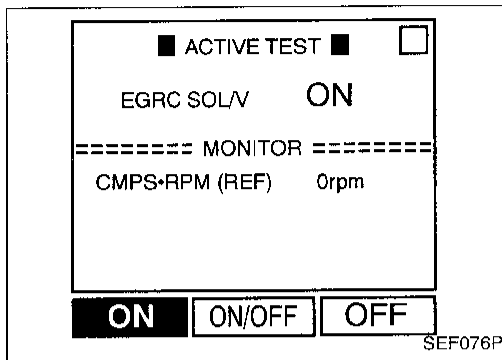 ■ ACTIVE TEST ■
EGRC SOL/V ON
======== MONITOR ========
CMPS•RPM (REF) 0rpm
ON ON/OFF OFF
SEF076P